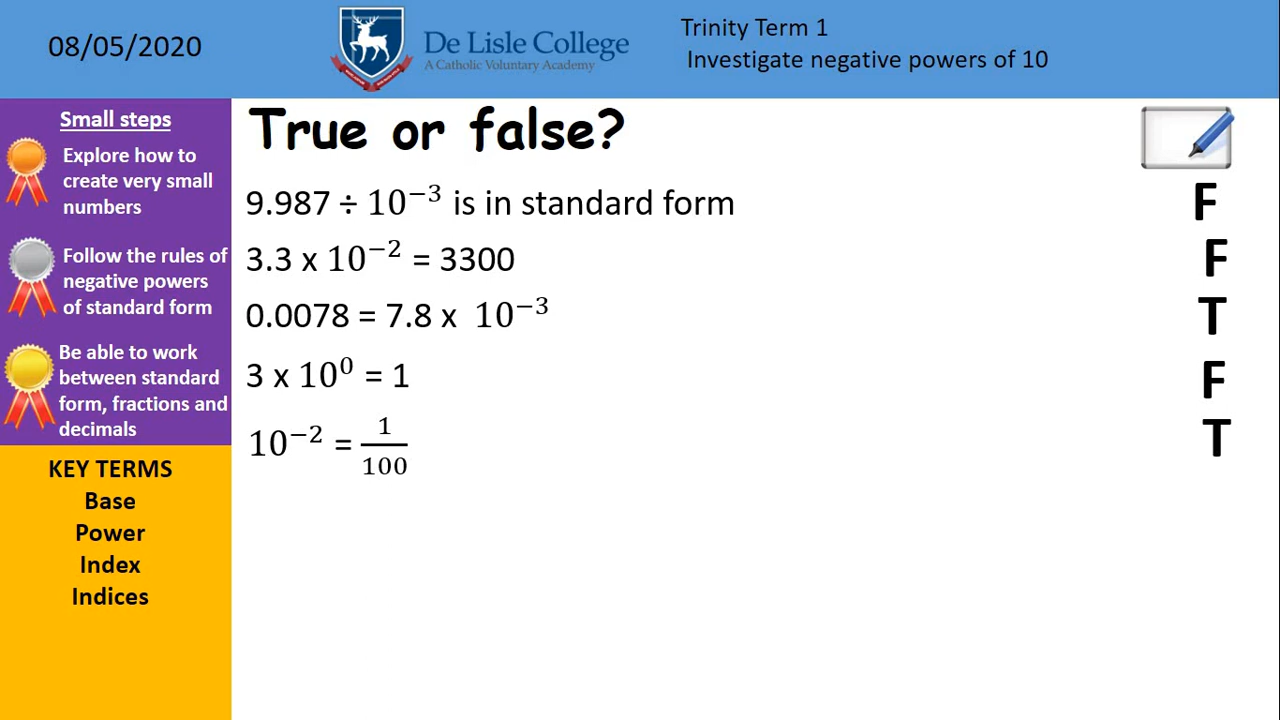 08/05/2020
De Lisle College
A Catholic Voluntary Academy
Trinity Term 1
Investigate negative powers of 10
Small steps
Explore how to
create very small
numbers
Follow the rules of
negative powers
of standard form
Be able to work
between standard
form, fractions and
decimals
KEY TERMS
Base
Power
Index
Indices
True or false?
9.987 ÷ 10⁻³ is in standard form F
3.3 x 10⁻² = 3300 F
0.0078 = 7.8 x 10⁻³ T
3 x 10⁰ = 1 F
10⁻² = 1/100 T